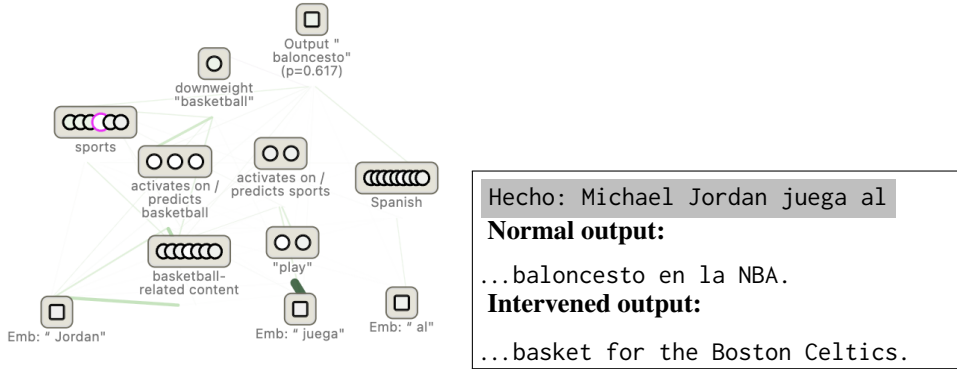 Output "
baloncesto"
(p=0.617)
downweight
"basketball"
sports
activates on /
predicts
basketball
activates on /
predicts sports
Spanish
basketball-
related content
"play"
Emb: " Jordan"
Emb: " juega"
Emb: " al"
Hecho: Michael Jordan juega al
Normal output:
...baloncesto en la NBA.
Intervened output:
...basket for the Boston Celtics.